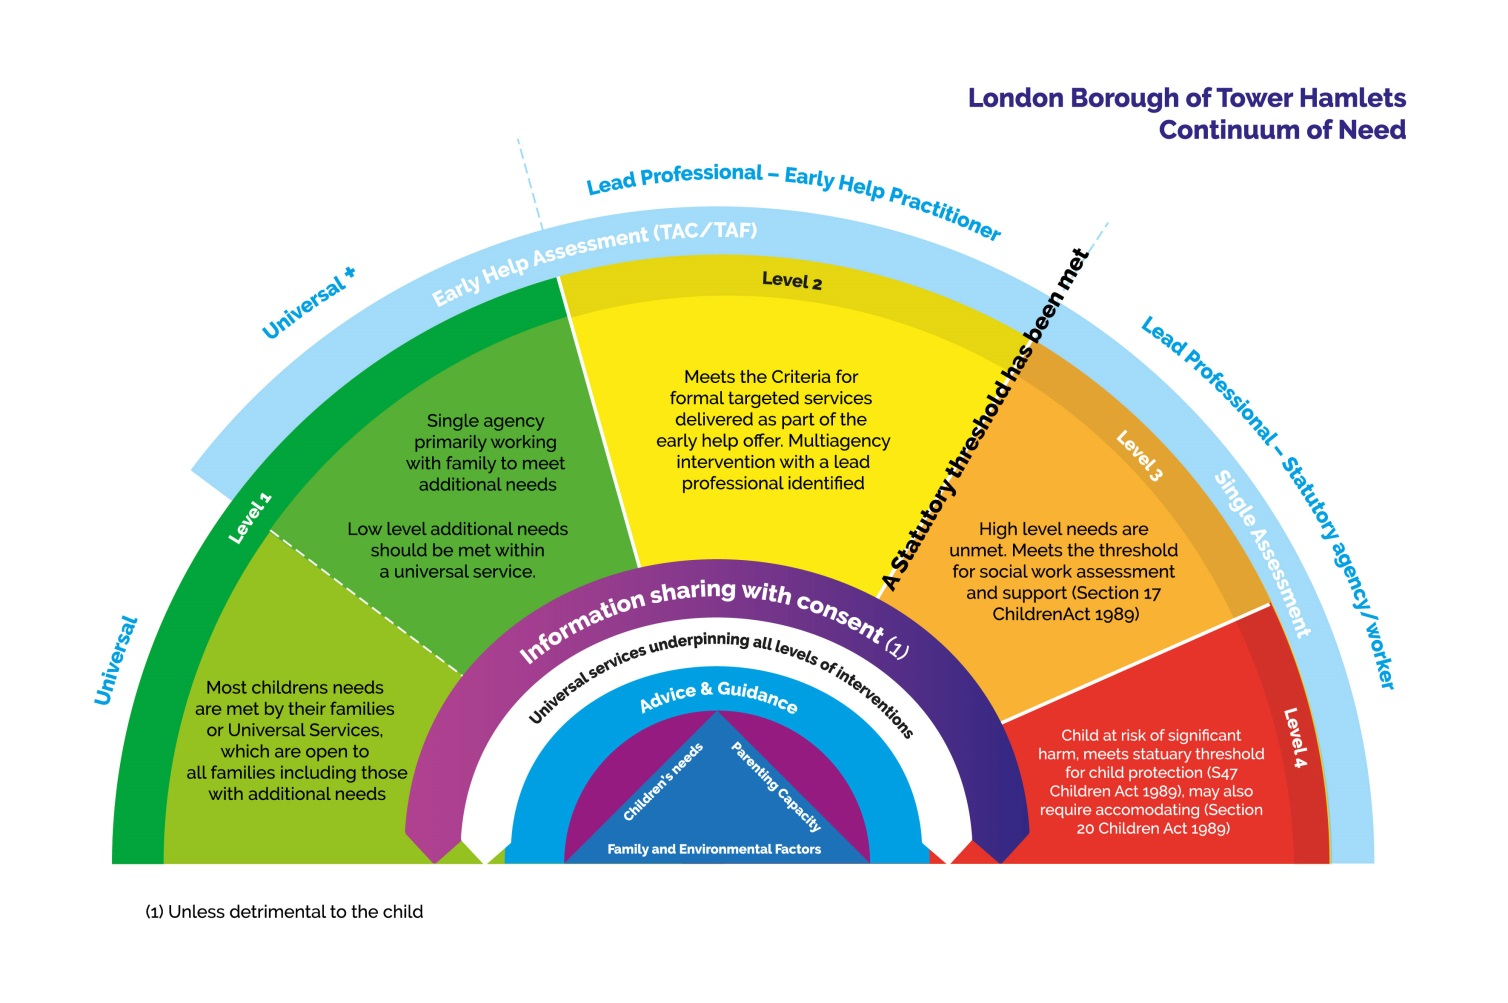 London Borough of Tower Hamlets
Continuum of Need
Universal
Universal +
Lead Professional – Early Help Practitioner
Lead Professional – Statutory agency/worker
Early Help Assessment (TAC/TAF)
Single Assessment
Level 1
Most childrens needs
are met by their families
or Universal Services,
which are open to
all families including those
with additional needs
Single agency
primarily working
with family to meet
additional needs
Low level additional needs
should be met within
a universal service.
Level 2
Meets the Criteria for
formal targeted services
delivered as part of the
early help offer. Multiagency
intervention with a lead
professional identified
A Statutory threshold has been met
Level 3
High level needs are
unmet. Meets the threshold
for social work assessment
and support (Section 17
ChildrenAct 1989)
Level 4
Child at risk of significant
harm, meets statuary threshold
for child protection (S47
Children Act 1989), may also
require accomodating (Section
20 Children Act 1989)
Information sharing with consent (1)
Universal services underpinning all levels of interventions
Advice & Guidance
Children's needs
Parenting Capacity
Family and Environmental Factors
(1) Unless detrimental to the child